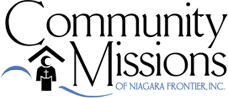 Community
Missions
OF NIAGARA FRONTIER, INC.